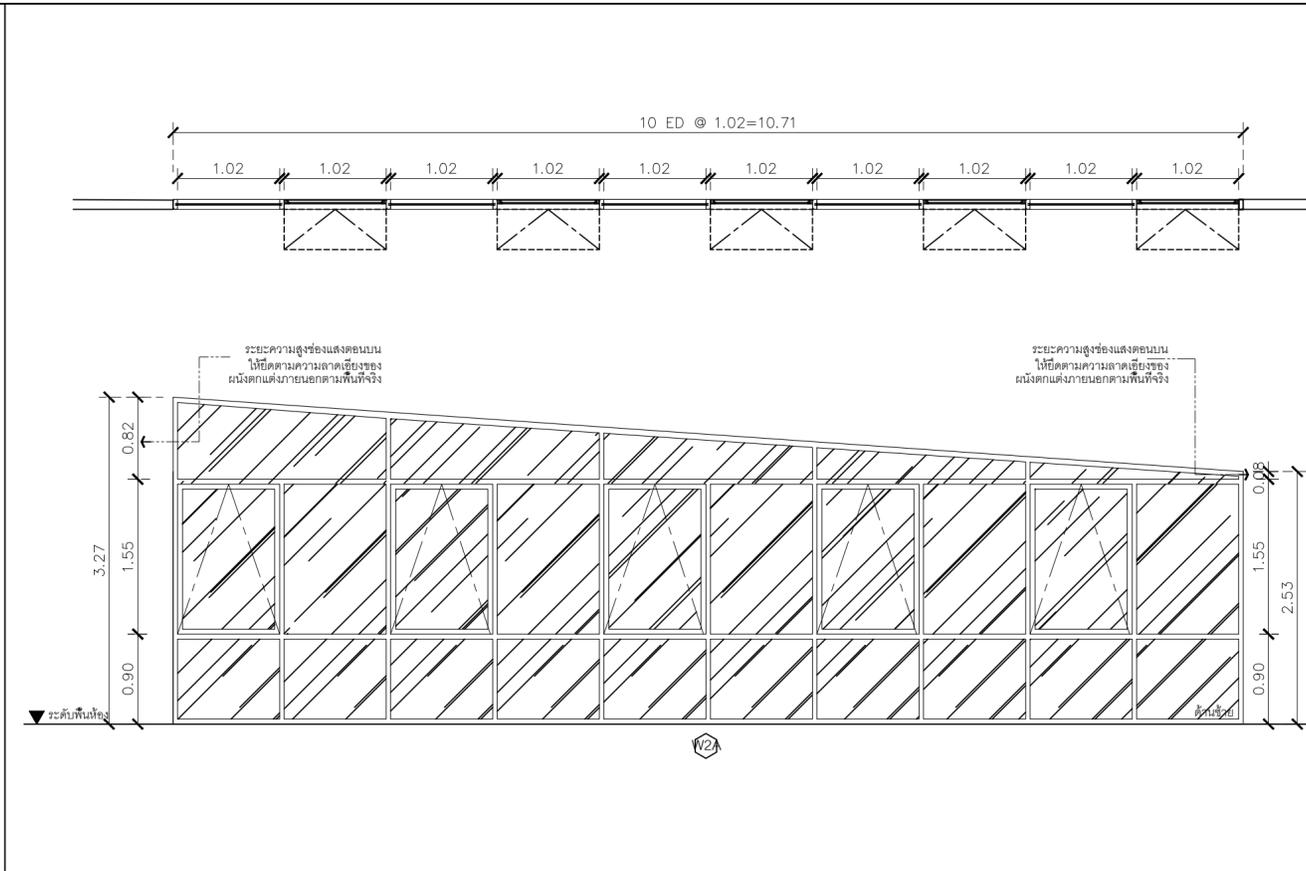 10 ED @ 1.02=10.71
1.02 1.02 1.02 1.02 1.02 1.02 1.02 1.02 1.02 1.02
ระยะความสูงช่องแสงตอนบน
ให้ยึดตามความลาดเอียงของ
ผนังตกแต่งภายนอกตามพื้นที่จริง
ระยะความสูงช่องแสงตอนบน
ให้ยึดตามความลาดเอียงของ
ผนังตกแต่งภายนอกตามพื้นที่จริง
3.27
0.82
1.55
0.90
0.08
1.55
0.90
2.53
ระดับพื้นห้อง
ด้านซ้าย
W2A